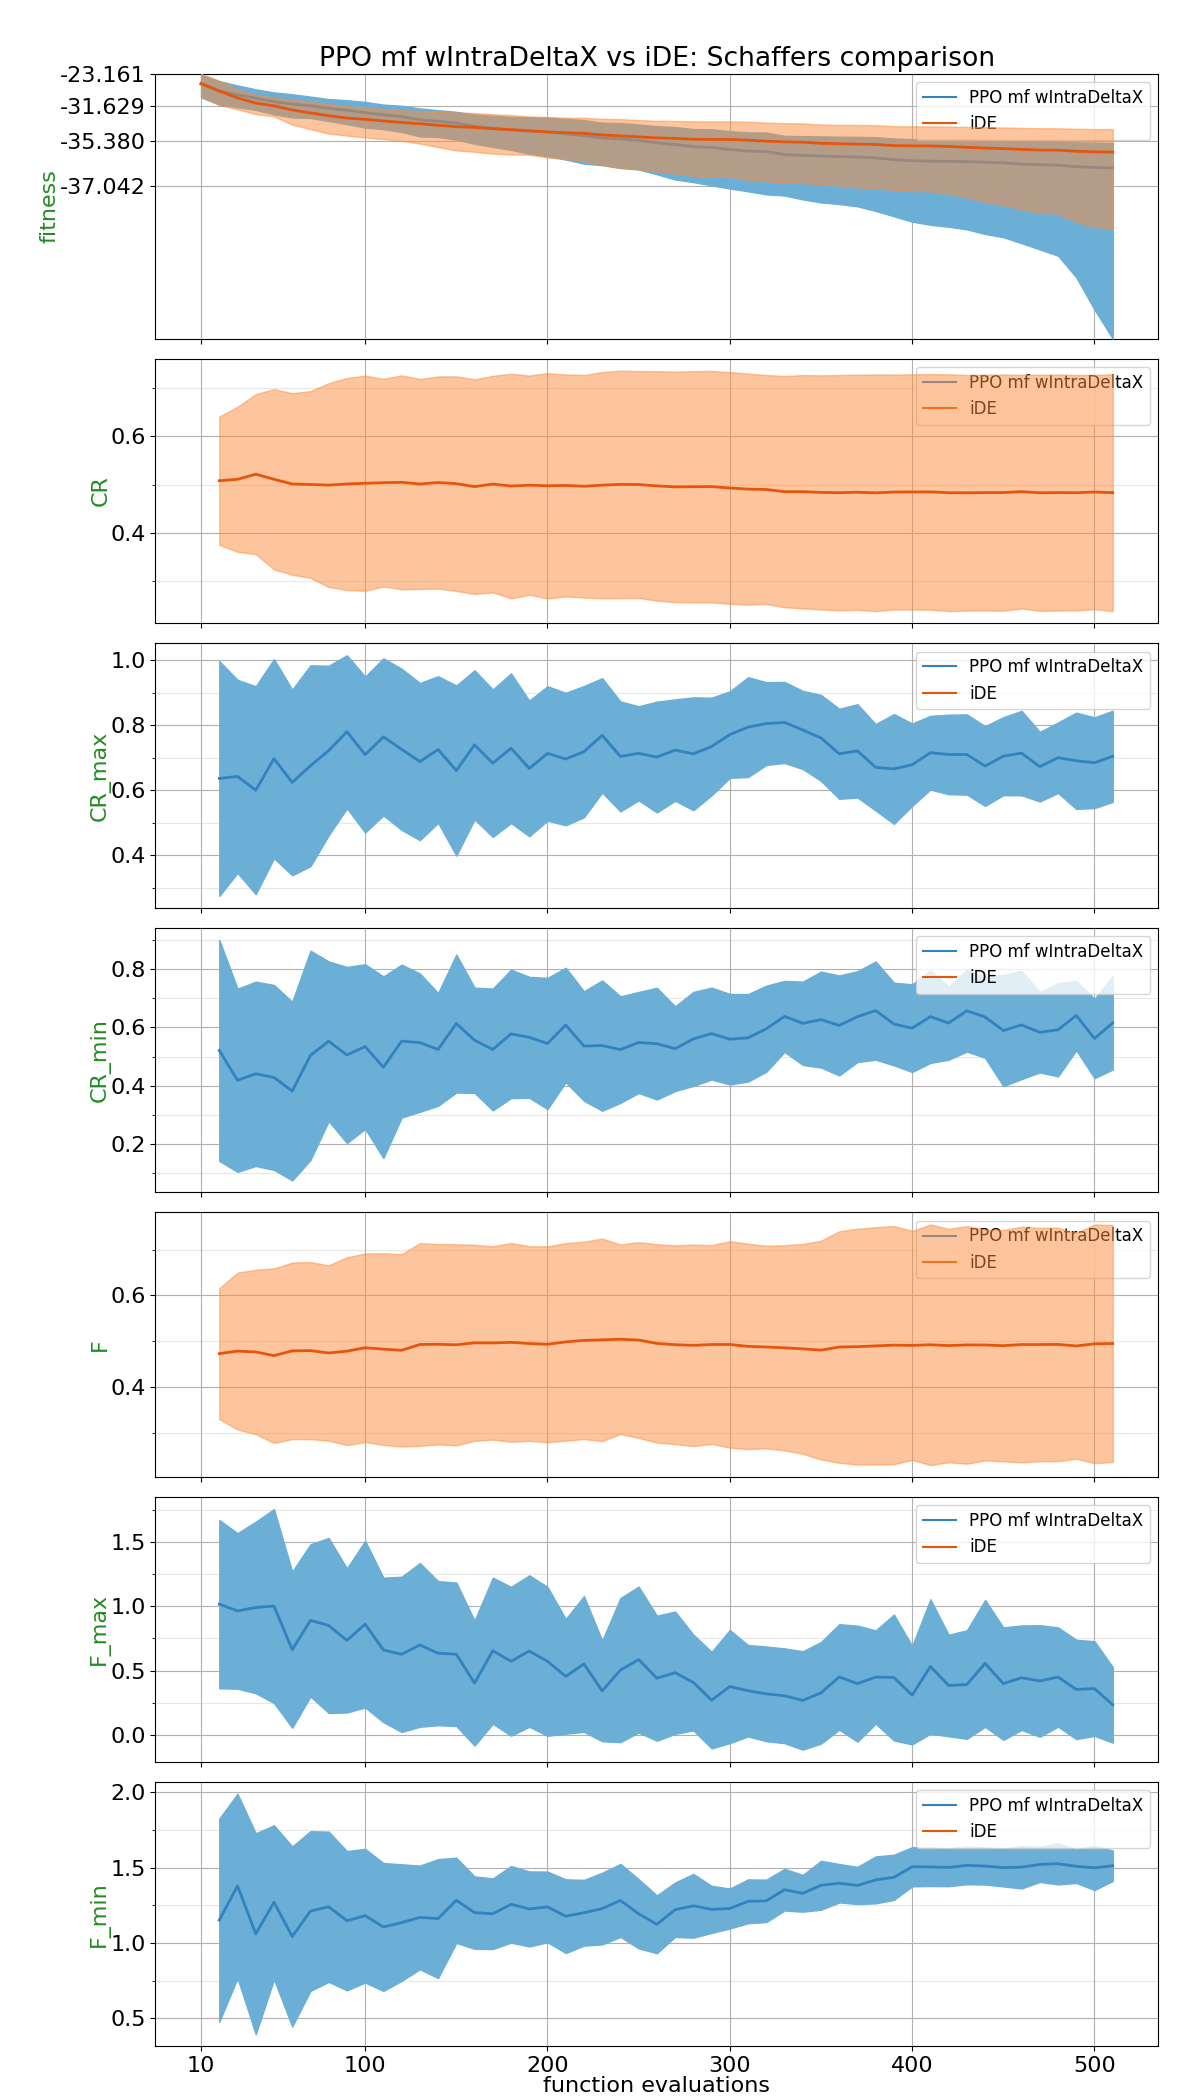 PPO mf wIntraDeltaX vs iDE: Schaffers comparison
-23.161
-31.629
-35.380
-37.042
fitness
PPO mf wIntraDeltaX
iDE
0.6
0.4
CR
PPO mf wIntraDeltaX
iDE
1.0
0.8
0.6
0.4
CR_max
PPO mf wIntraDeltaX
iDE
0.8
0.6
0.4
0.2
CR_min
PPO mf wIntraDeltaX
iDE
0.6
0.4
F
PPO mf wIntraDeltaX
iDE
1.5
1.0
0.5
0.0
F_max
PPO mf wIntraDeltaX
iDE
2.0
1.5
1.0
0.5
F_min
PPO mf wIntraDeltaX
iDE
10 100 200 300 400 500
function evaluations